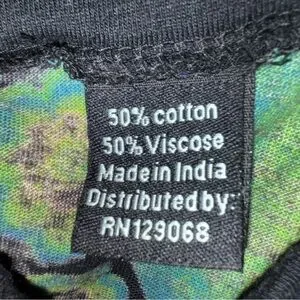 50% cotton
50% Viscose
Made in India
Distributed by:
RN129068